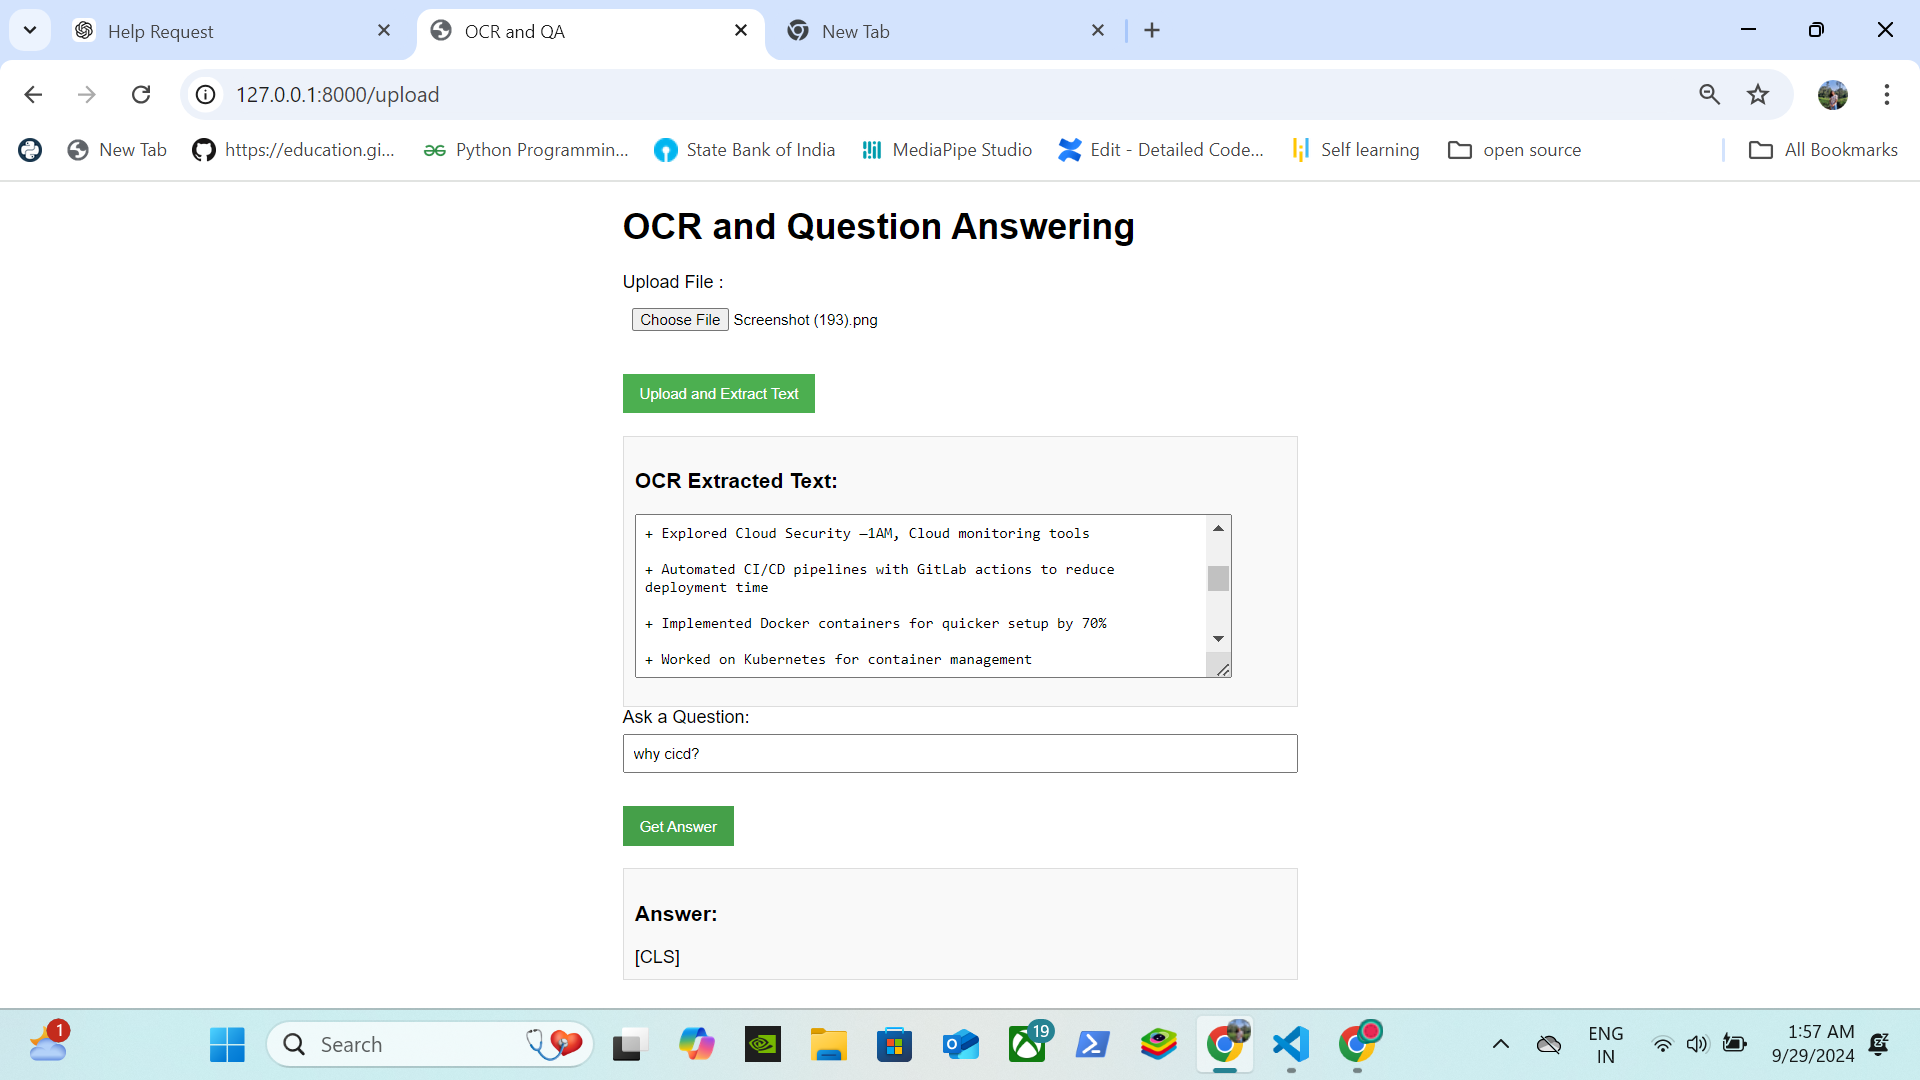 Help Request
OCR and QA
New Tab
127.0.0.1:8000/upload
New Tab
https://education.gi...
Python Programmin...
State Bank of India
MediaPipe Studio
Edit - Detailed Code...
Self learning
open source
All Bookmarks
OCR and Question Answering
Upload File :
Choose File Screenshot (193).png
Upload and Extract Text
OCR Extracted Text:
+ Explored Cloud Security —1AM, Cloud monitoring tools
+ Automated CI/CD pipelines with GitLab actions to reduce
deployment time
+ Implemented Docker containers for quicker setup by 70%
+ Worked on Kubernetes for container management
Ask a Question:
why cicd?
Get Answer
Answer:
[CLS]
1
Search
19
ENG
IN
1:57 AM
9/29/2024